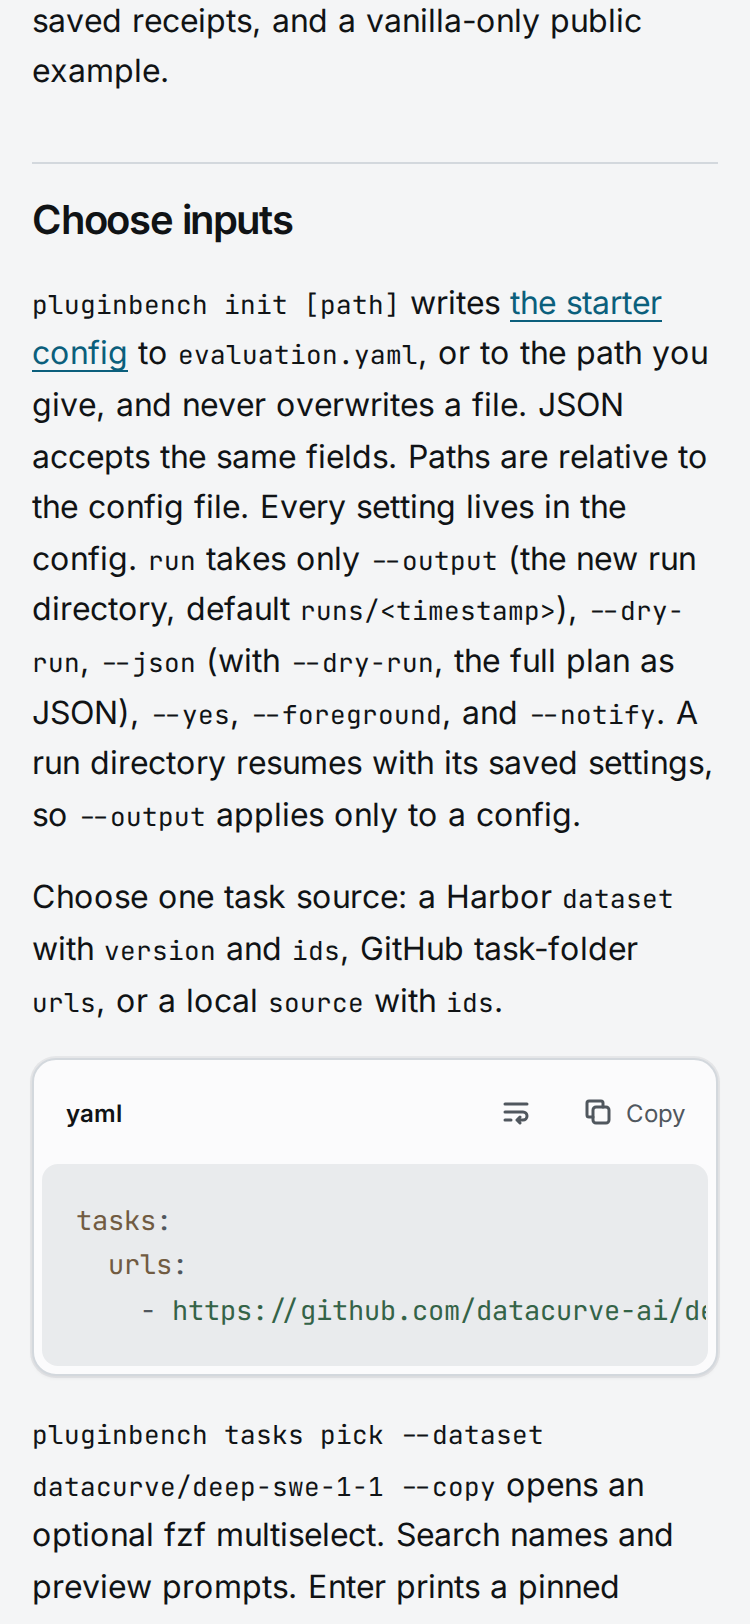 saved receipts, and a vanilla-only public
example.
Choose inputs
pluginbench init [path] writes the starter
config to evaluation.yaml, or to the path you
give, and never overwrites a file. JSON
accepts the same fields. Paths are relative to
the config file. Every setting lives in the
config. run takes only --output (the new run
directory, default runs/<timestamp>), --dry-
run, --json (with --dry-run, the full plan as
JSON), --yes, --foreground, and --notify. A
run directory resumes with its saved settings,
so --output applies only to a config.
Choose one task source: a Harbor dataset
with version and ids, GitHub task-folder
urls, or a local source with ids.
yaml Copy
tasks:
  urls:
    - https://github.com/datacurve-ai/de
pluginbench tasks pick --dataset
datacurve/deep-swe-1-1 --copy opens an
optional fzf multiselect. Search names and
preview prompts. Enter prints a pinned